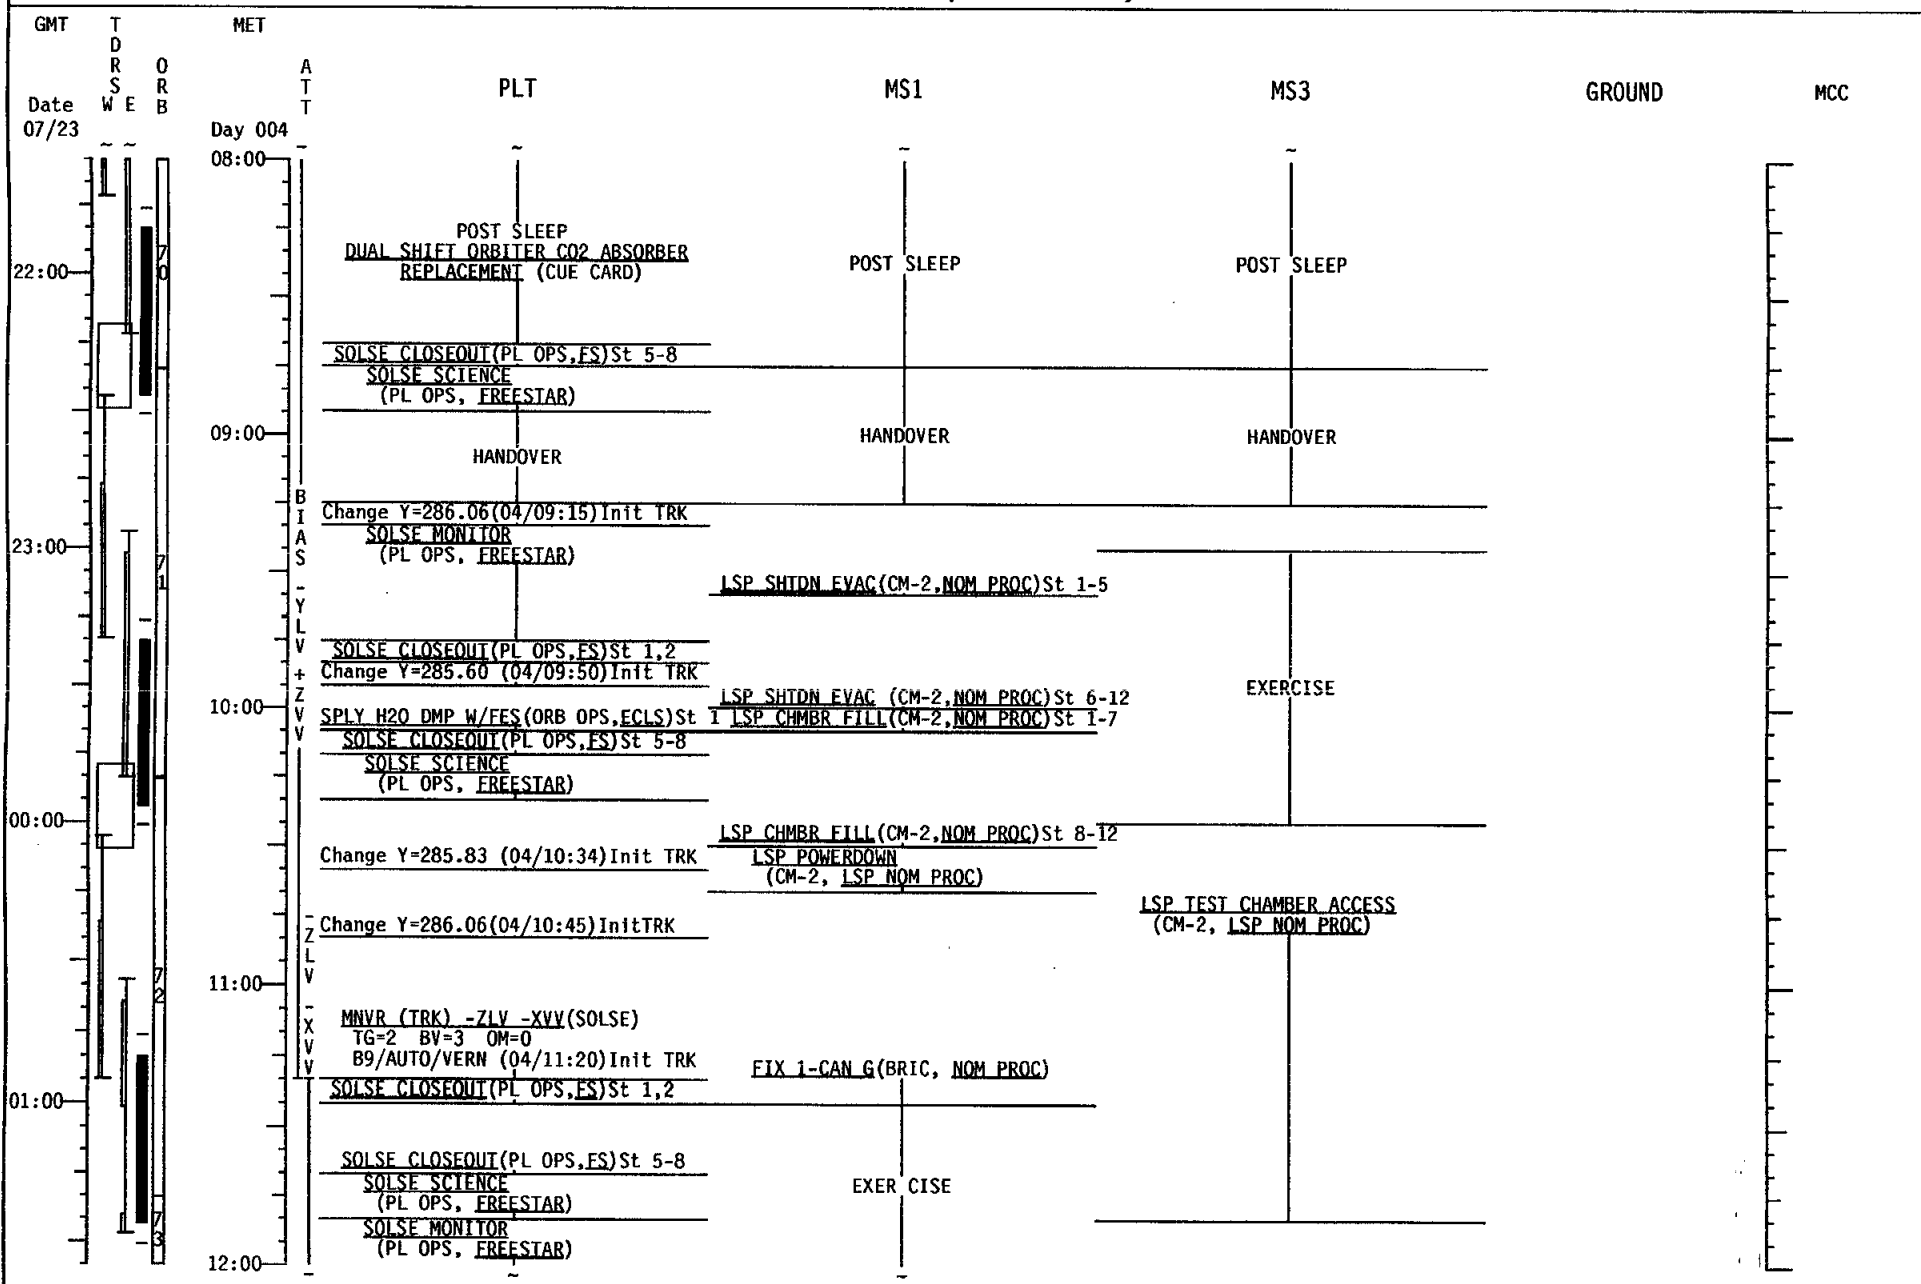 GMT
TDRS
W E
ORB
MET
ATT
PLT
MS1
MS3
GROUND
MCC
Date
07/23
Day 004
08:00
POST SLEEP
DUAL SHIFT ORBITER CO2 ABSORBER
REPLACEMENT (CUE CARD)
POST SLEEP
POST SLEEP
70
22:00
SOLSE CLOSEOUT(PL OPS,FS)St 5-8
SOLSE SCIENCE
(PL OPS, FREESTAR)
09:00
HANDOVER
HANDOVER
HANDOVER
BIAS -YLV +ZVV
Change Y=286.06(04/09:15)Init TRK
SOLSE MONITOR
(PL OPS, FREESTAR)
23:00
71
LSP SHTDN EVAC(CM-2,NOM PROC)St 1-5
SOLSE CLOSEOUT(PL OPS,FS)St 1,2
Change Y=285.60 (04/09:50)Init TRK
EXERCISE
LSP SHTDN EVAC (CM-2,NOM PROC)St 6-12
10:00
SPLY H2O DMP W/FES(ORB OPS,ECLS)St 1
LSP CHMBR FILL(CM-2,NOM PROC)St 1-7
SOLSE CLOSEOUT(PL OPS,FS)St 5-8
SOLSE SCIENCE
(PL OPS, FREESTAR)
00:00
LSP CHMBR FILL(CM-2,NOM PROC)St 8-12
Change Y=285.83 (04/10:34)Init TRK
LSP POWERDOWN
(CM-2, LSP NOM PROC)
LSP TEST CHAMBER ACCESS
(CM-2, LSP NOM PROC)
Change Y=286.06(04/10:45)InitTRK
-ZLV -XVV
72
11:00
MNVR (TRK) -ZLV -XVV(SOLSE)
TG=2 BV=3 OM=0
B9/AUTO/VERN (04/11:20)Init TRK
FIX 1-CAN G(BRIC, NOM PROC)
SOLSE CLOSEOUT(PL OPS,FS)St 1,2
01:00
SOLSE CLOSEOUT(PL OPS,FS)St 5-8
SOLSE SCIENCE
(PL OPS, FREESTAR)
EXERCISE
73
SOLSE MONITOR
(PL OPS, FREESTAR)
12:00